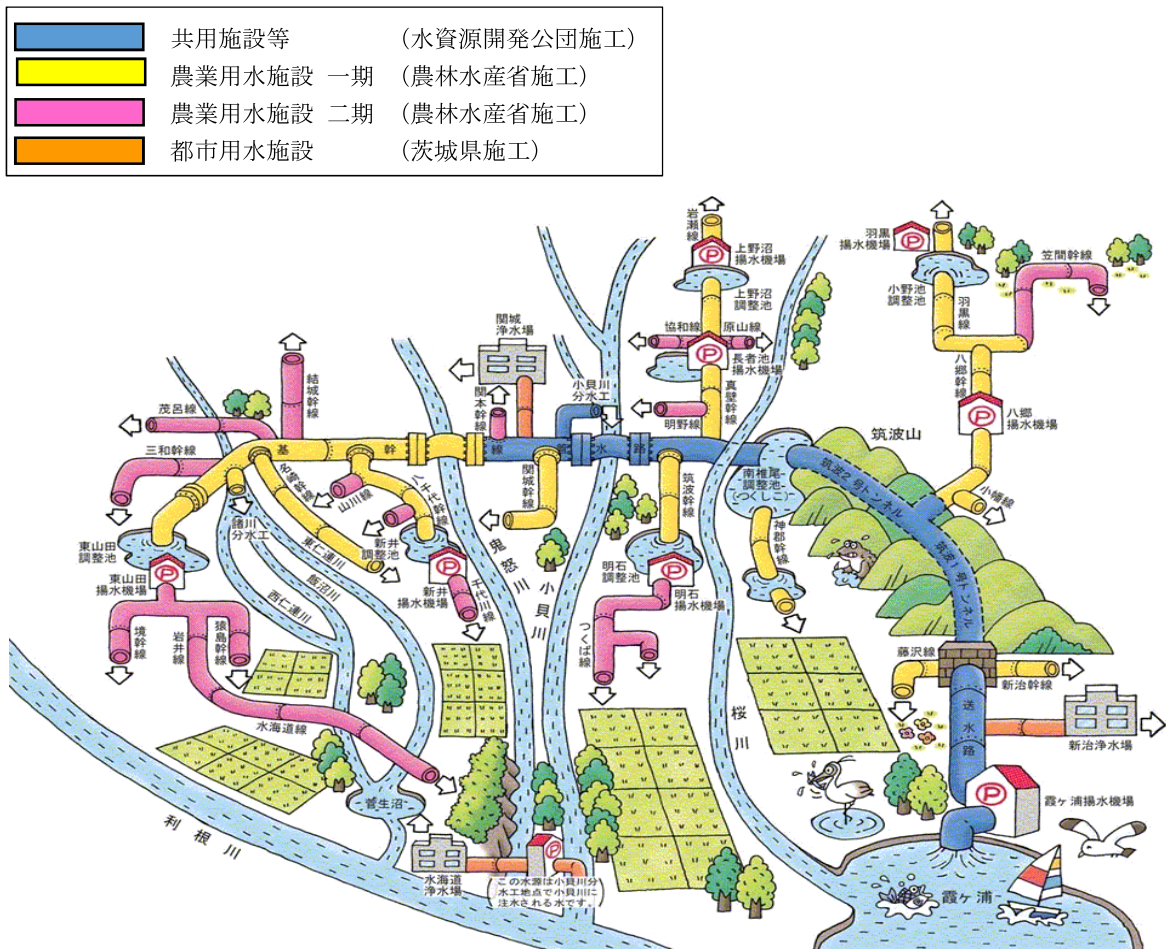 共用施設等 （水資源開発公団施工）
農業用水施設 一期 （農林水産省施工）
農業用水施設 二期 （農林水産省施工）
都市用水施設 （茨城県施工）
岩瀬線
上野沼
揚水機場
上野沼
調整池
羽黒
揚水機場
小野池
調整池
羽黒線
笠間幹線
関城
浄水場
協和線
原山線
長者池
揚水機場
真壁幹線
明野線
小貝川
分水工
関本幹線
結城幹線
茂呂線
三和幹線
八郷幹線
八郷
揚水機場
筑波山
基幹線水路
名崎幹線
山川線
八千代幹線
関城幹線
筑波幹線
南椎尾
調整池
(つくしこ)
筑波2号トンネル
筑波1号トンネル
小幡線
諸川
分水工
東山田
調整池
東山田
揚水機場
東仁連川
飯沼川
西仁連川
新井
調整池
新井
揚水機場
千代川線
鬼怒川
小貝川
明石
調整池
明石
揚水機場
つくば線
神郡幹線
境幹線
岩井線
猿島幹線
水海道線
藤沢線
新治幹線
送水路
新治浄水場
桜川
菅生沼
利根川
水海道
浄水場
(この水源は小貝川分
水工地点で小貝川に
注水される水です。)
霞ヶ浦揚水機場
霞ヶ浦
P
P
P
P
P
P
P
P
P